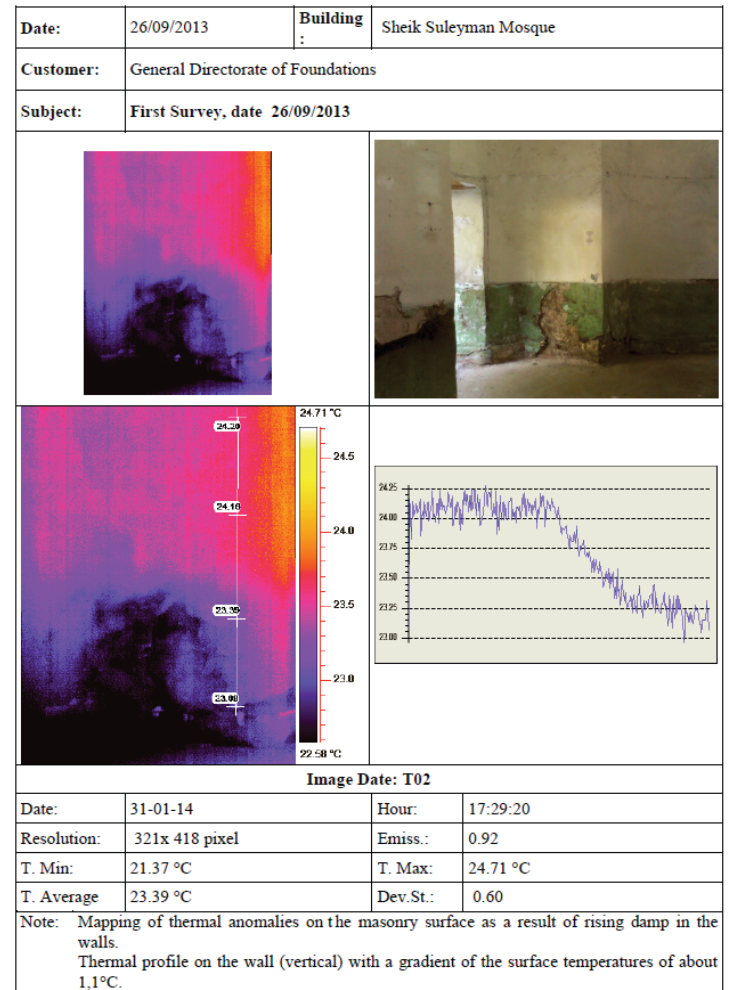 Date: 26/09/2013 Building : Sheik Suleyman Mosque
Customer: General Directorate of Foundations
Subject: First Survey, date 26/09/2013
24.71 °C
24.20
24.5
24.16
24.0
23.39
23.5
23.08
23.0
22.58 °C
24.25
24.00
23.75
23.50
23.25
23.00
Image Date: T02
Date: 31-01-14 Hour: 17:29:20
Resolution: 321x 418 pixel Emiss.: 0.92
T. Min: 21.37 °C T. Max: 24.71 °C
T. Average 23.39 °C Dev.St.: 0.60
Note: Mapping of thermal anomalies on the masonry surface as a result of rising damp in the
walls.
Thermal profile on the wall (vertical) with a gradient of the surface temperatures of about
1,1°C.